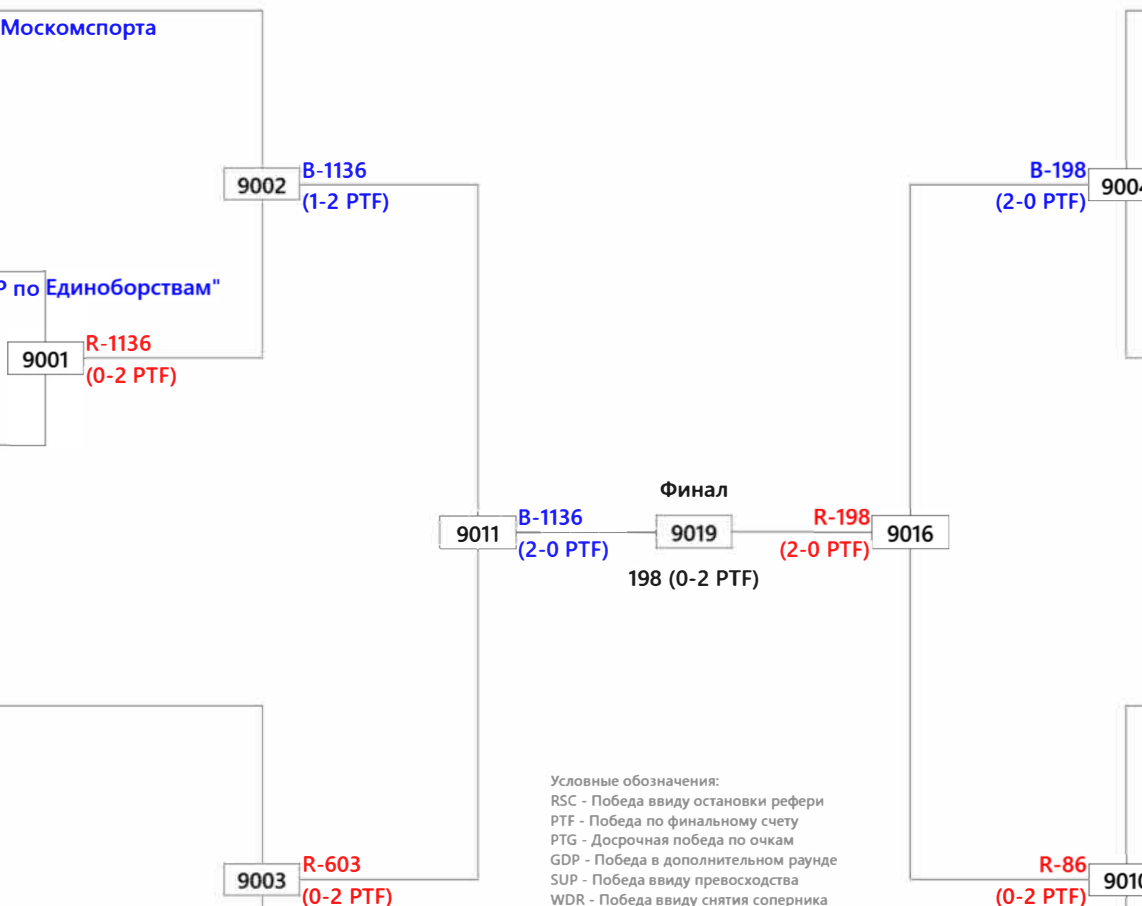 Москомспорта
B-1136
9002
(1-2 PTF)
B-198
9004
(2-0 PTF)
Р по Единоборствам"
R-1136
9001
(0-2 PTF)
Финал
B-1136
9011
(2-0 PTF)
9019
R-198
9016
(2-0 PTF)
198 (0-2 PTF)
Условные обозначения:
RSC - Победа ввиду остановки рефери
PTF - Победа по финальному счету
PTG - Досрочная победа по очкам
GDP - Победа в дополнительном раунде
SUP - Победа ввиду превосходства
WDR - Победа ввиду снятия соперника
R-603
9003
(0-2 PTF)
R-86
9010
(0-2 PTF)